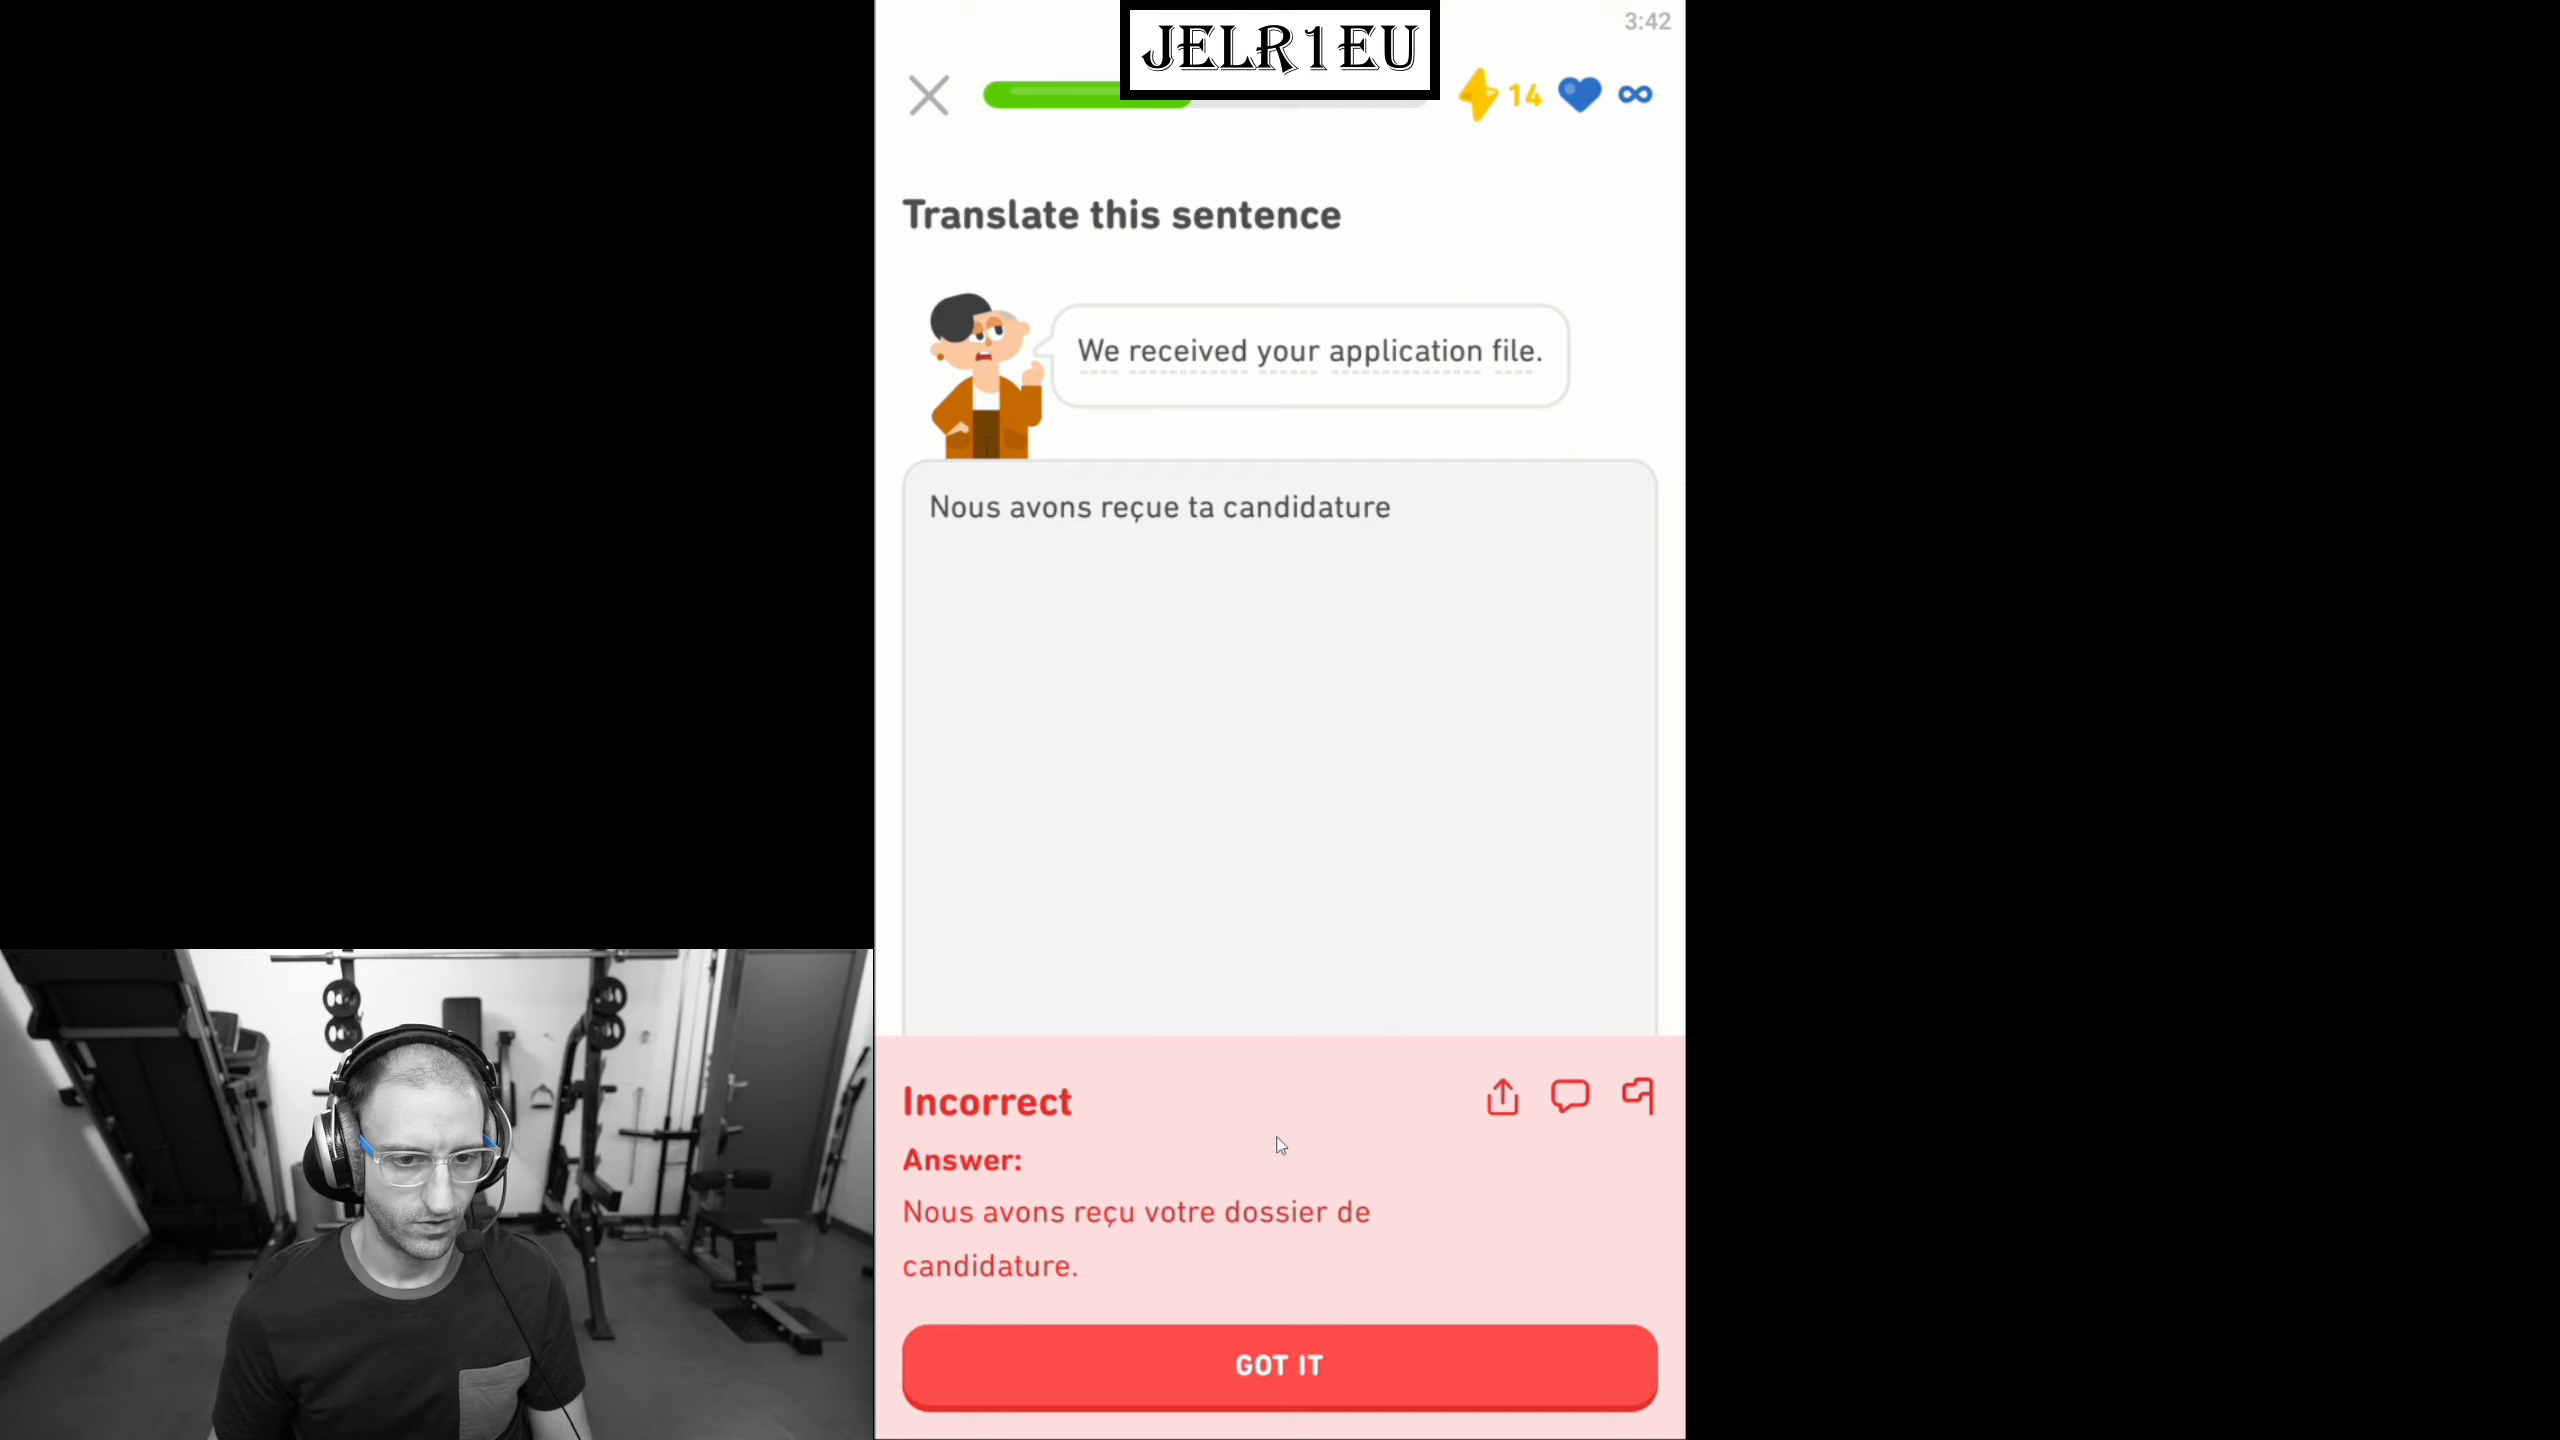 JELR1EU
3:42
14
Translate this sentence
We received your application file.
Nous avons reçue ta candidature
Incorrect
Answer:
Nous avons reçu votre dossier de
candidature.
GOT IT